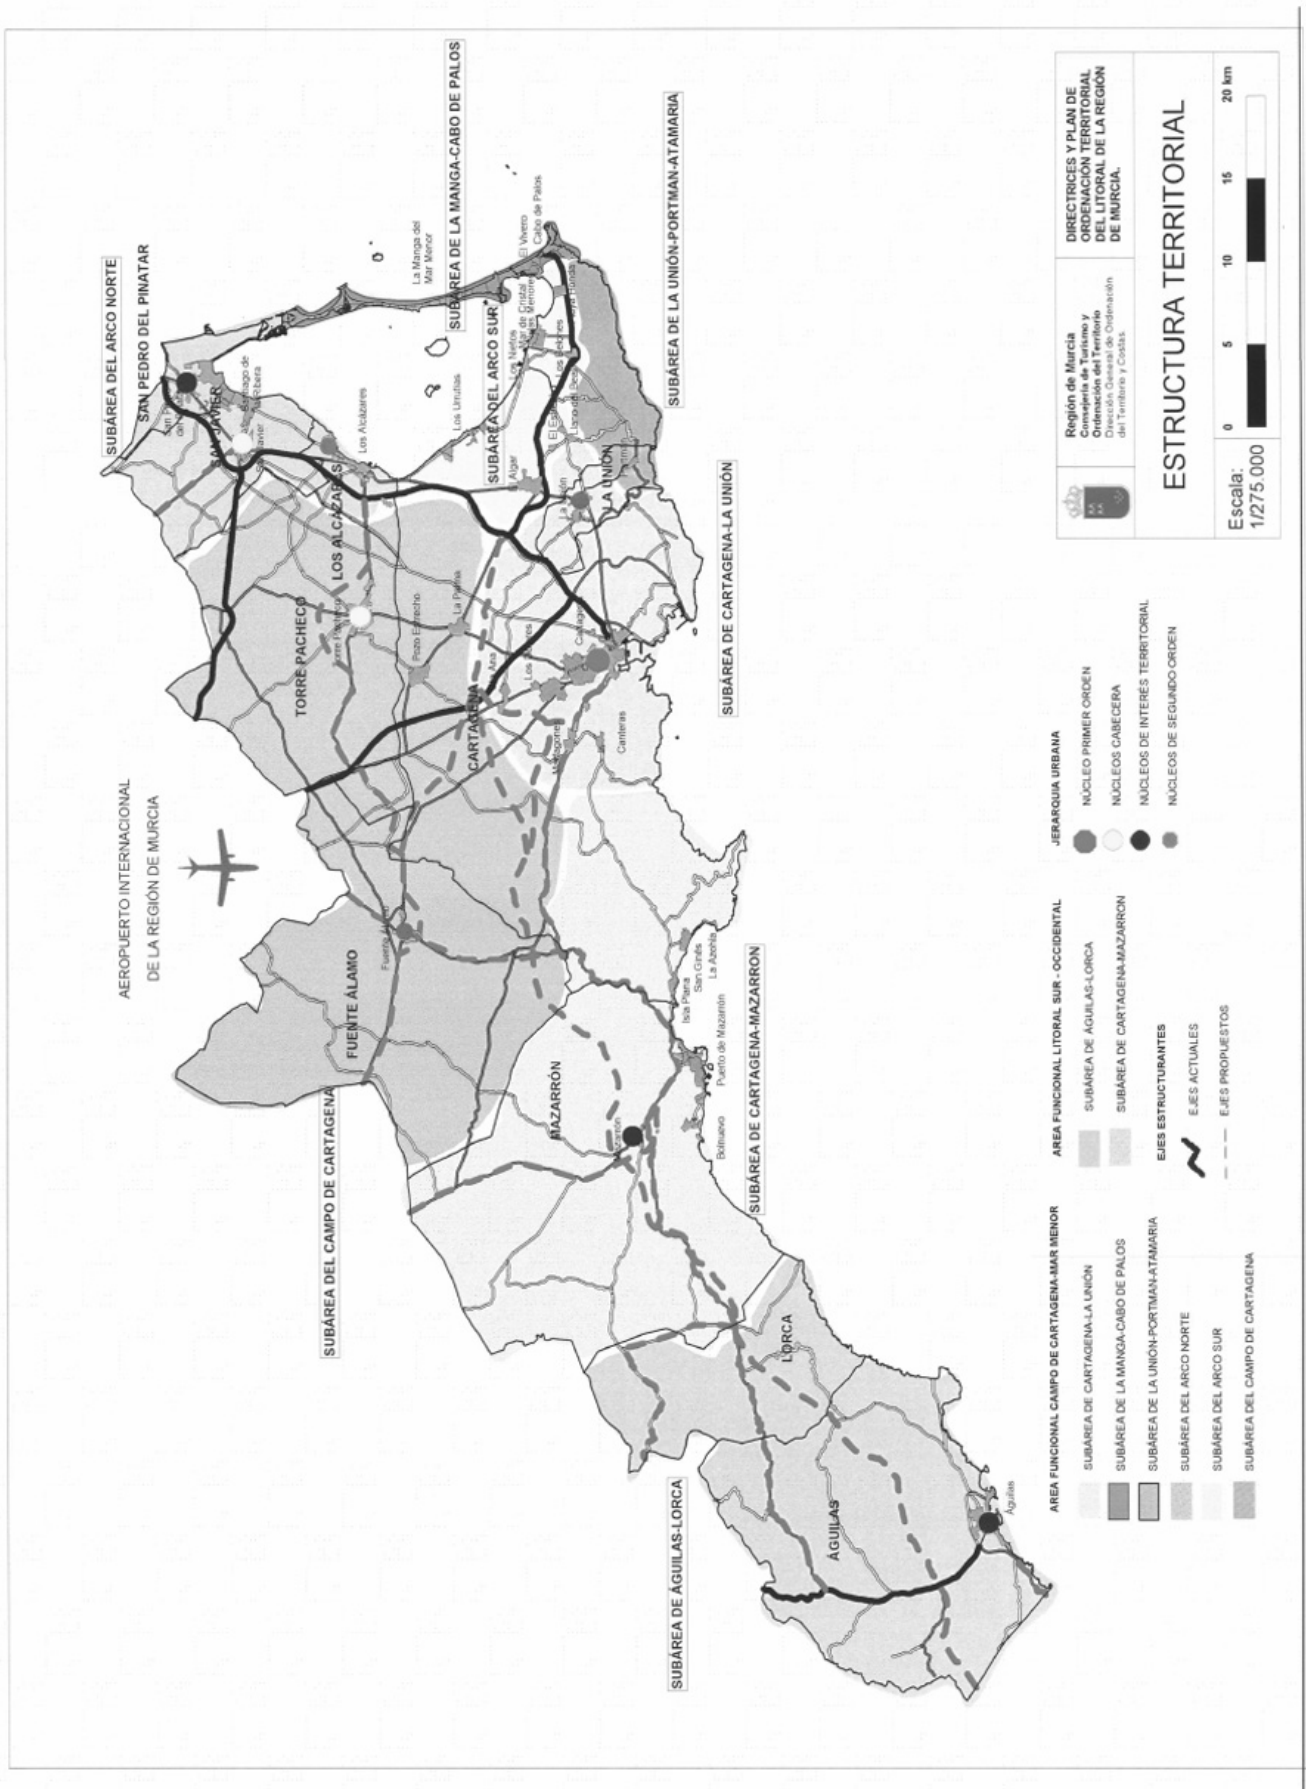 SUBÁREA DEL ARCO NORTE
SAN PEDRO DEL PINATAR
SAN JAVIER
Santiago de
la Ribera
AEROPUERTO INTERNACIONAL
DE LA REGIÓN DE MURCIA
LOS ALCÁZARES
Los Alcázares
TORRE PACHECO
Torre Pacheco
Pozo Estrecho
La Palma
La Manga del
Mar Menor
SUBÁREA DE LA MANGA-CABO DE PALOS
SUBÁREA DEL ARCO SUR
Los Urrutias
Los Nietos
Mar de Cristal
El Vivero
Cabo de Palos
El Algar
La Unión
LA UNIÓN
SUBÁREA DE LA UNIÓN-PORTMAN-ATAMARIA
CARTAGENA
Canteras
SUBÁREA DE CARTAGENA-LA UNIÓN
FUENTE ÁLAMO
SUBÁREA DEL CAMPO DE CARTAGENA
MAZARRÓN
Isla Plana
San Ginés
La Azohía
Puerto de Mazarrón
Bolnuevo
SUBÁREA DE CARTAGENA-MAZARRON
LORCA
ÁGUILAS
Águilas
SUBÁREA DE ÁGUILAS-LORCA
AREA FUNCIONAL CAMPO DE CARTAGENA-MAR MENOR
SUBÁREA DE CARTAGENA-LA UNIÓN
SUBÁREA DE LA MANGA-CABO DE PALOS
SUBÁREA DE LA UNIÓN-PORTMAN-ATAMARIA
SUBÁREA DEL ARCO NORTE
SUBÁREA DEL ARCO SUR
SUBÁREA DEL CAMPO DE CARTAGENA
AREA FUNCIONAL LITORAL SUR - OCCIDENTAL
SUBÁREA DE ÁGUILAS-LORCA
SUBÁREA DE CARTAGENA-MAZARRON
EJES ESTRUCTURANTES
EJES ACTUALES
EJES PROPUESTOS
JERARQUIA URBANA
NÚCLEO PRIMER ORDEN
NÚCLEOS CABECERA
NÚCLEOS DE INTERÉS TERRITORIAL
NÚCLEOS DE SEGUNDO ORDEN
Región de Murcia
Consejería de Turismo y
Ordenación del Territorio
Dirección General de Ordenación
del Territorio y Costas.
DIRECTRICES Y PLAN DE
ORDENACIÓN TERRITORIAL
DEL LITORAL DE LA REGIÓN
DE MURCIA.
ESTRUCTURA TERRITORIAL
Escala:
1/275.000
0 5 10 15 20 km